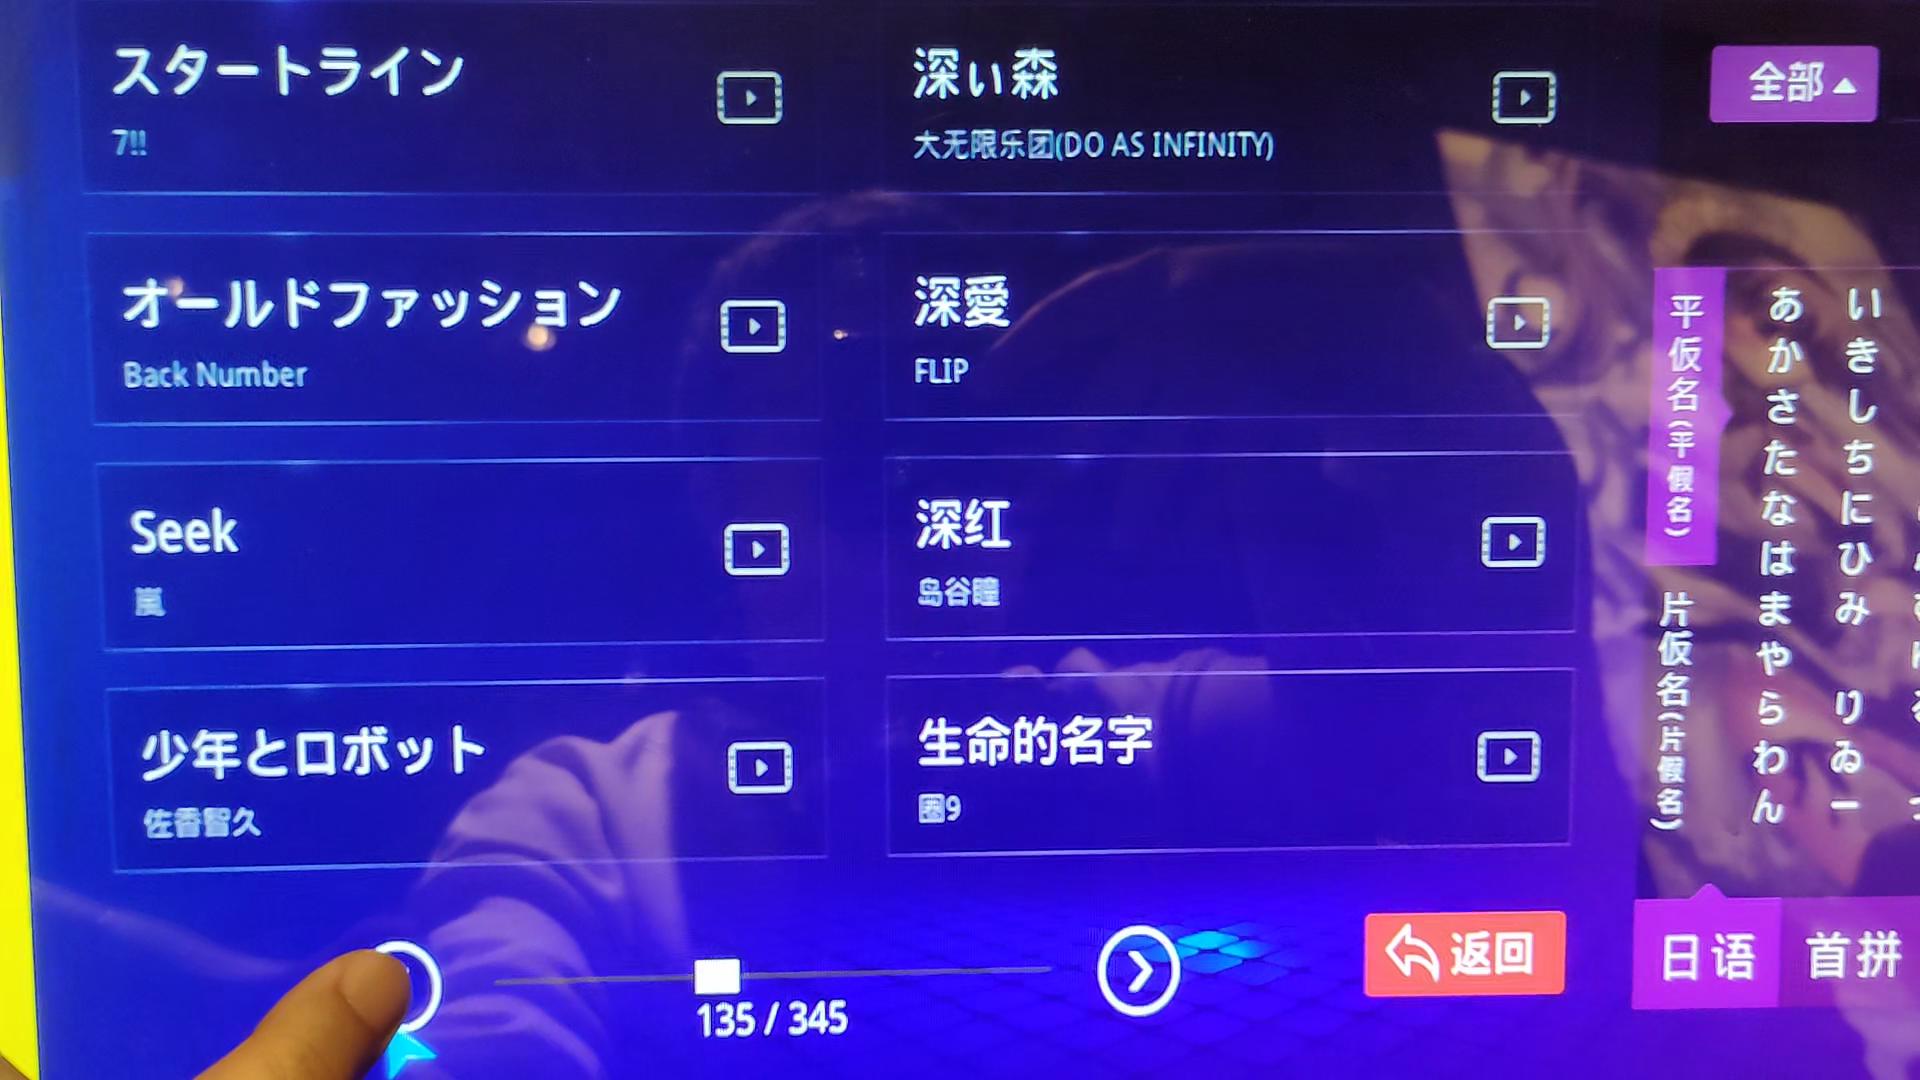 スタートライン
7!!
深い森
大无限乐团(DO AS INFINITY)
オールドファッション
Back Number
深愛
FLIP
Seek
嵐
深红
岛谷瞳
少年とロボット
佐香智久
生命的名字
圈9
135 / 345
返回
全部
平仮名(平假名)
片仮名(片假名)
あかさたなはまやらわん
いきしちにひみ りゐー
日语
首拼